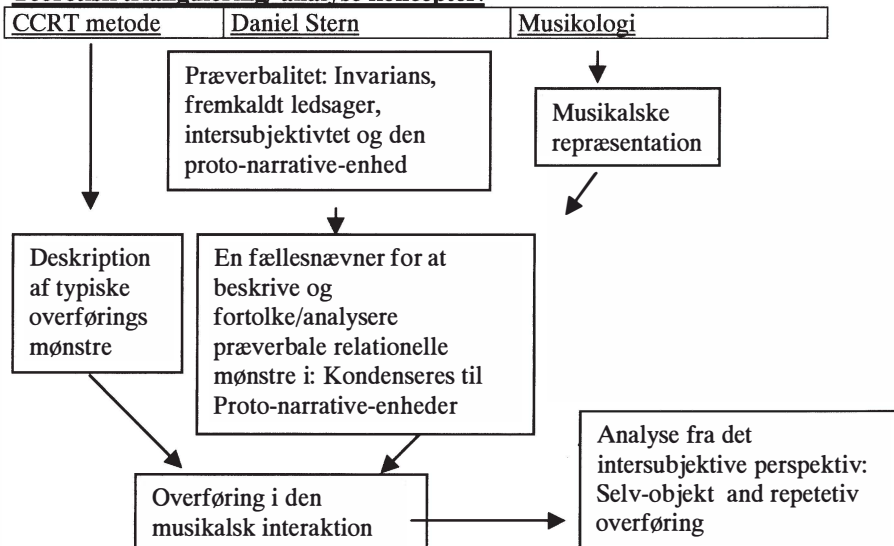 CCRT metode
Daniel Stern
Musikologi
Præverbalitet: Invarians,
fremkaldt ledsager,
intersubjektivtet og den
proto-narrative-enhed
Musikalske
repræsentation
Deskription
af typiske
overførings
mønstre
En fællesnævner for at
beskrive og
fortolke/analysere
præverbale relationelle
mønstre i: Kondenseres til
Proto-narrative-enheder
Analyse fra det
intersubjektive perspektiv:
Selv-objekt and repetetiv
overføring
Overføring i den
musikalsk interaktion